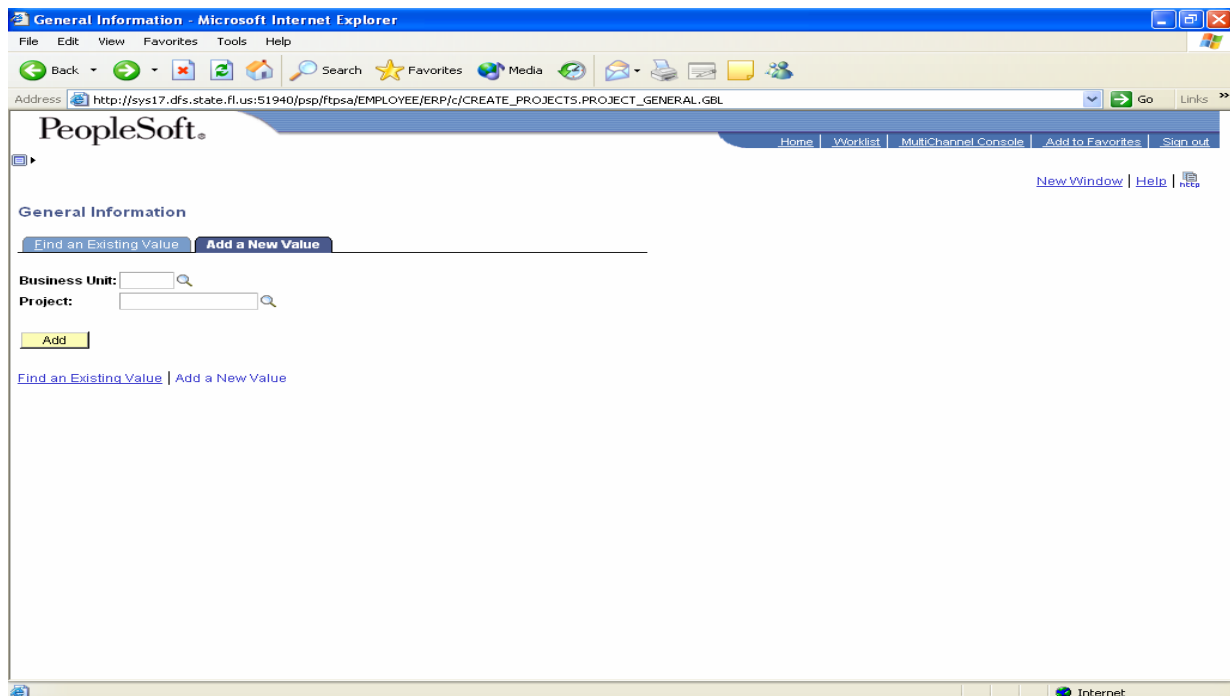 General Information - Microsoft Internet Explorer
File Edit View Favorites Tools Help
Back Search Favorites Media
Address http://sys17.dfs.state.fl.us:51940/psp/ftpsa/EMPLOYEE/ERP/c/CREATE_PROJECTS.PROJECT_GENERAL.GBL Go Links »
PeopleSoft®
Home | Worklist | MultiChannel Console | Add to Favorites | Sign out
New Window | Help | http
General Information
Find an Existing Value Add a New Value
Business Unit:
Project:
Add
Find an Existing Value | Add a New Value
Internet